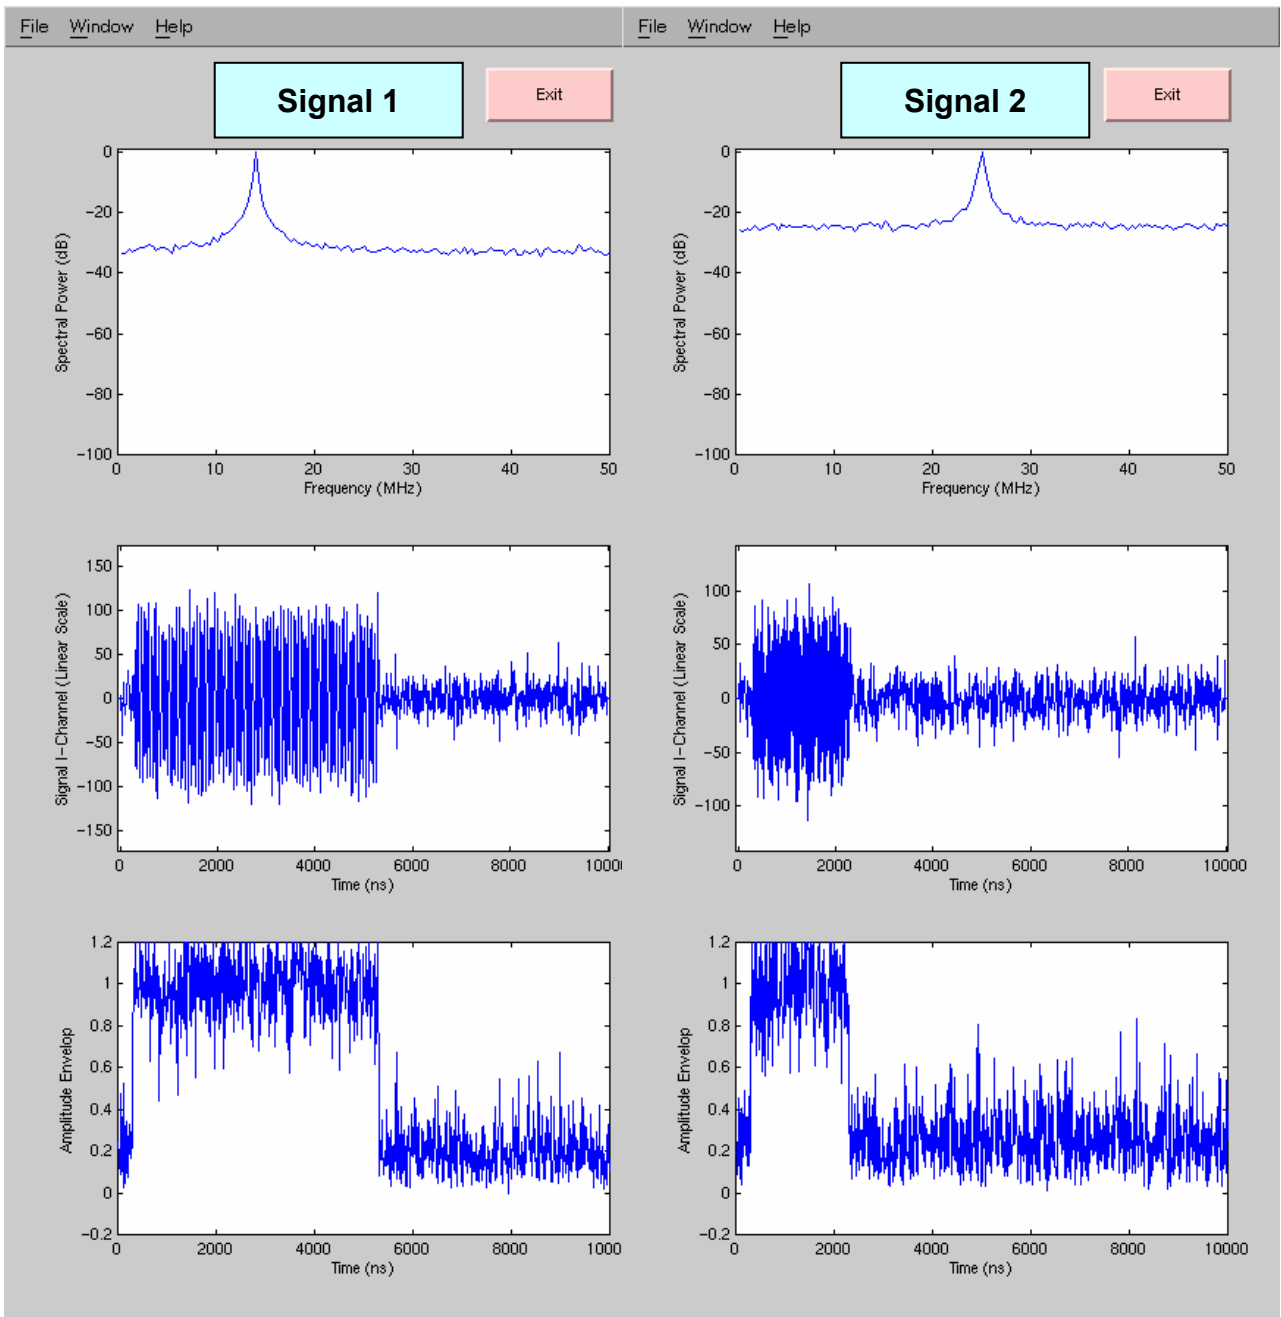 File Window Help
Signal 1
Exit
0
−20
−40
−60
−80
−100
Spectral Power (dB)
0 10 20 30 40 50
Frequency (MHz)
150
100
50
0
−50
−100
−150
Signal I−Channel (Linear Scale)
0 2000 4000 6000 8000 10000
Time (ns)
1.2
1
0.8
0.6
0.4
0.2
0
−0.2
Amplitude Envelop
0 2000 4000 6000 8000 1000
Time (ns)
File Window Help
Signal 2
Exit
0
−20
−40
−60
−80
−100
Spectral Power (dB)
0 10 20 30 40 50
Frequency (MHz)
100
50
0
−50
−100
Signal I−Channel (Linear Scale)
0 2000 4000 6000 8000 10000
Time (ns)
1.2
1
0.8
0.6
0.4
0.2
0
−0.2
Amplitude Envelop
0 2000 4000 6000 8000 10000
Time (ns)